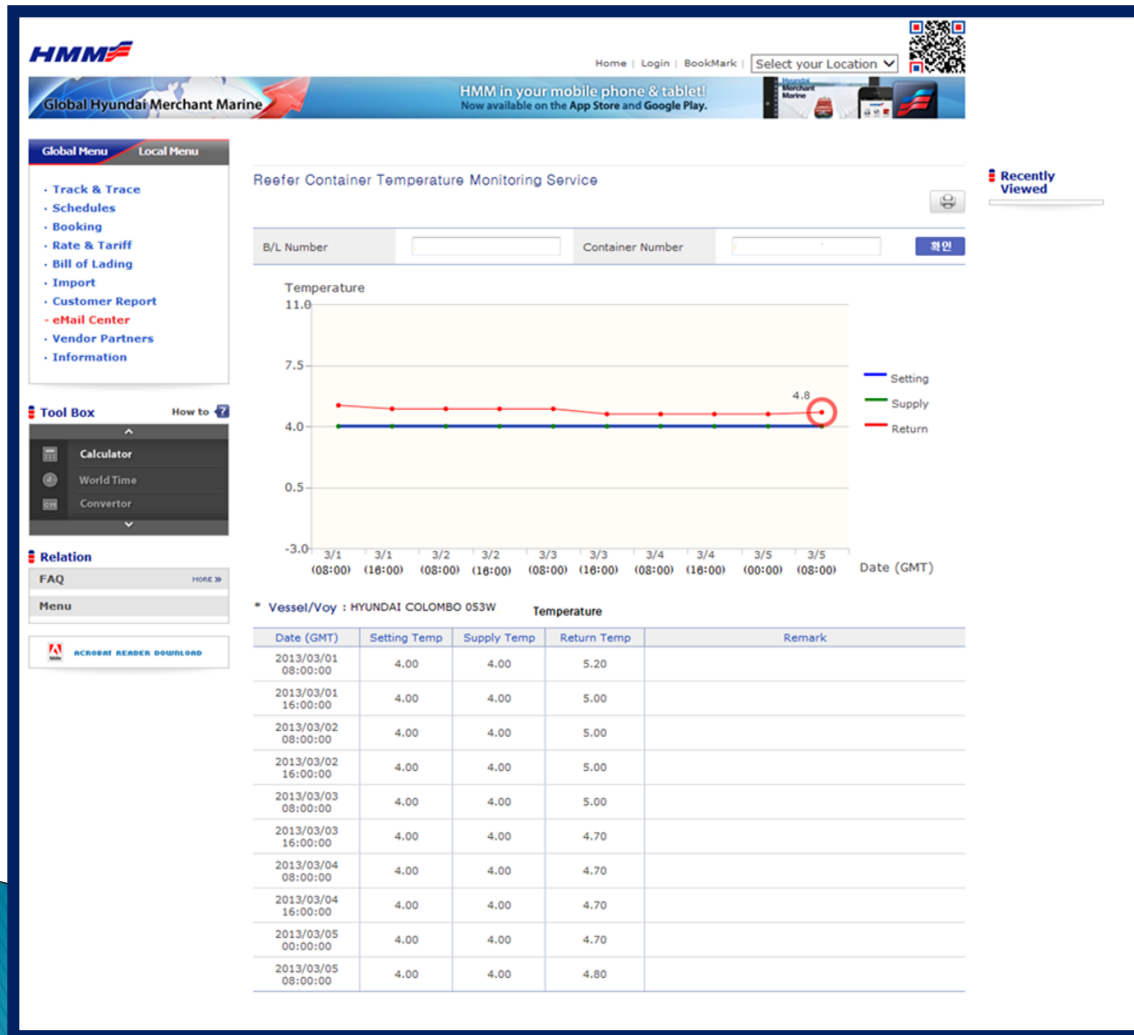 HMM
Home | Login | BookMark | Select your Location
Global Hyundai Merchant Marine
HMM in your mobile phone & tablet!
Now available on the App Store and Google Play.
Hyundai
Merchant
Marine
Global Menu Local Menu
· Track & Trace
· Schedules
· Booking
· Rate & Tariff
· Bill of Lading
· Import
· Customer Report
- eMail Center
· Vendor Partners
· Information
Tool Box How to ?
Calculator
World Time
CM Convertor
Relation
FAQ MORE »
Menu
ACROBAT READER DOWNLOAD
Reefer Container Temperature Monitoring Service
Recently
Viewed
B/L Number Container Number 확인
Temperature
11.0
7.5
4.0
0.5
-3.0
4.8
Setting
Supply
Return
3/1 3/1 3/2 3/2 3/3 3/3 3/4 3/4 3/5 3/5
(08:00) (16:00) (08:00) (16:00) (08:00) (16:00) (08:00) (16:00) (00:00) (08:00) Date (GMT)
* Vessel/Voy : HYUNDAI COLOMBO 053W Temperature
Date (GMT) Setting Temp Supply Temp Return Temp Remark
2013/03/01
08:00:00 4.00 4.00 5.20
2013/03/01
16:00:00 4.00 4.00 5.00
2013/03/02
08:00:00 4.00 4.00 5.00
2013/03/02
16:00:00 4.00 4.00 5.00
2013/03/03
08:00:00 4.00 4.00 5.00
2013/03/03
16:00:00 4.00 4.00 4.70
2013/03/04
08:00:00 4.00 4.00 4.70
2013/03/04
16:00:00 4.00 4.00 4.70
2013/03/05
00:00:00 4.00 4.00 4.70
2013/03/05
08:00:00 4.00 4.00 4.80